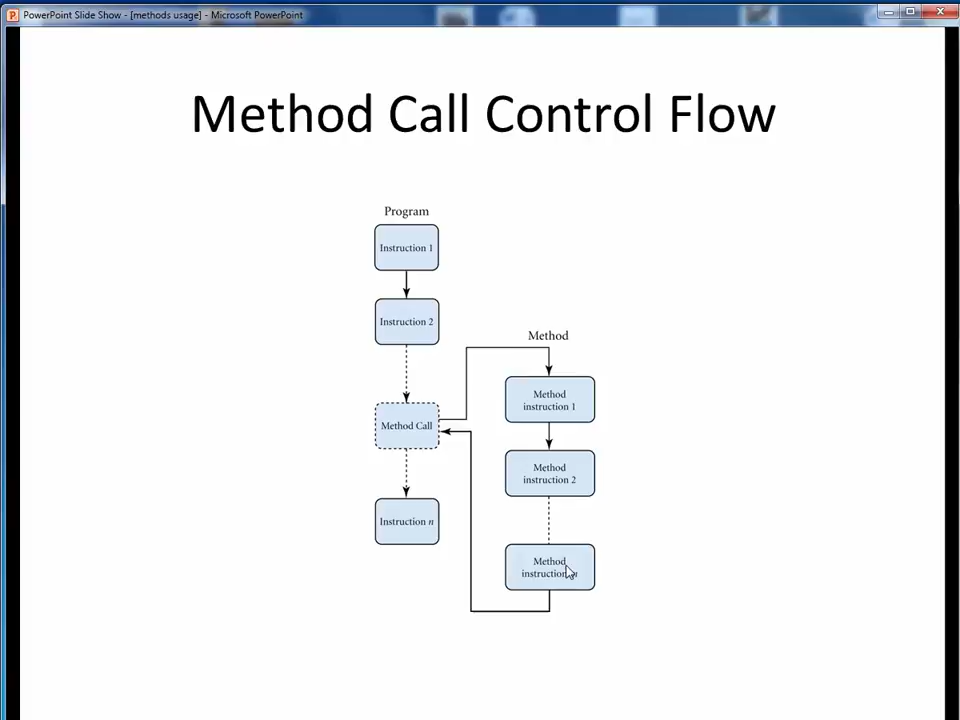 PowerPoint Slide Show - [methods usage] - Microsoft PowerPoint
Method Call Control Flow
Program
Instruction 1
Instruction 2
Method Call
Instruction n
Method
Method
instruction 1
Method
instruction 2
Method
instruction